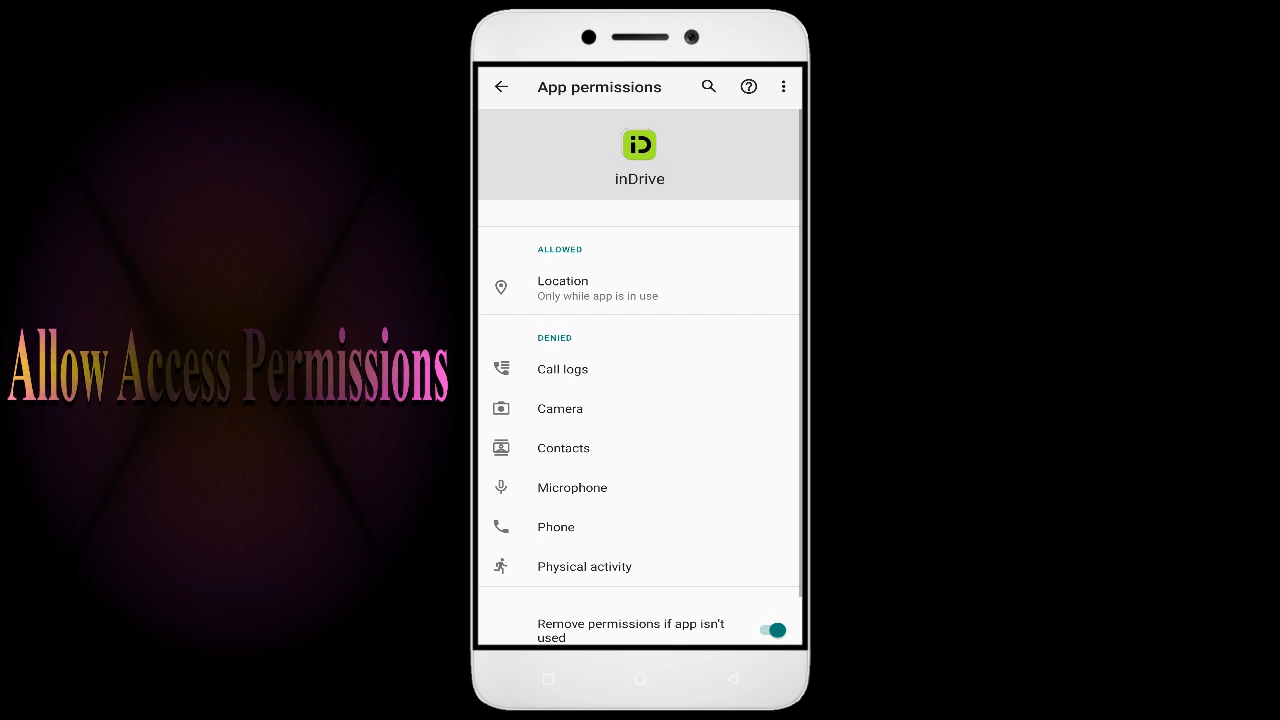 App permissions
iD
inDrive
ALLOWED
Location
Only while app is in use
DENIED
Call logs
Camera
Contacts
Microphone
Phone
Physical activity
Remove permissions if app isn't
used
Allow Access Permissions